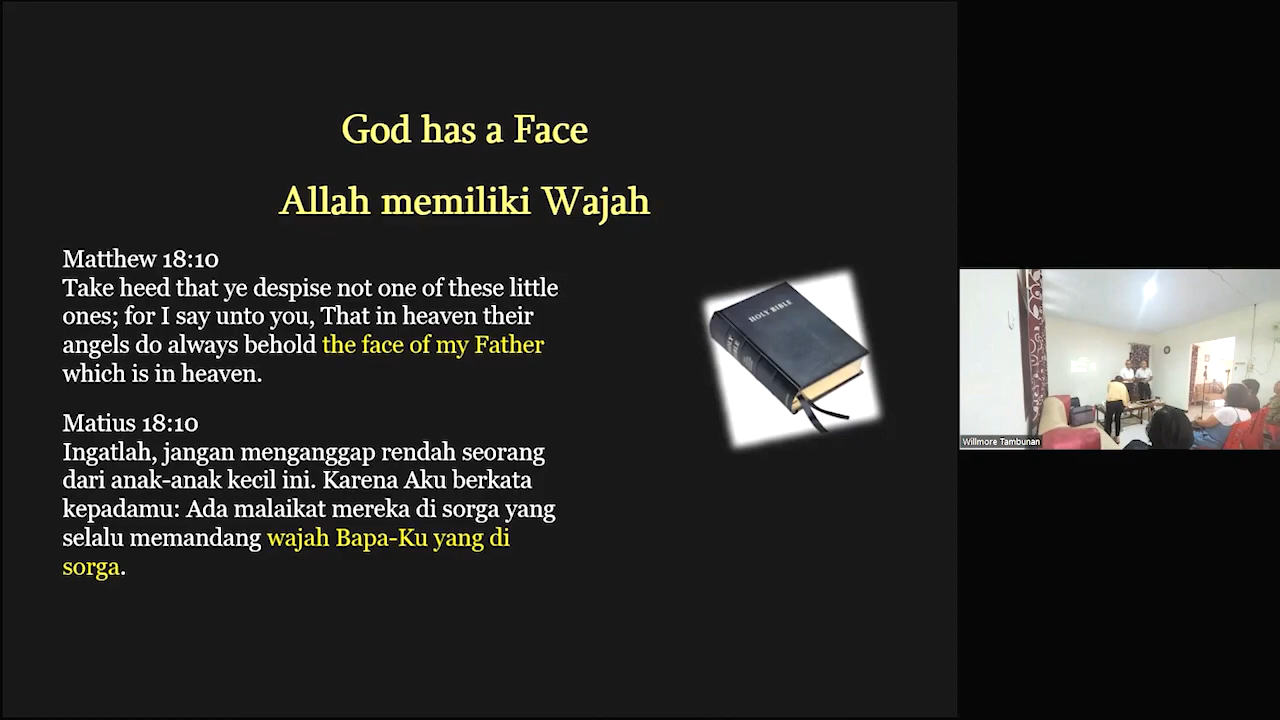 God has a Face
Allah memiliki Wajah
Matthew 18:10
Take heed that ye despise not one of these little
ones; for I say unto you, That in heaven their
angels do always behold the face of my Father
which is in heaven.
Matius 18:10
Ingatlah, jangan menganggap rendah seorang
dari anak-anak kecil ini. Karena Aku berkata
kepadamu: Ada malaikat mereka di sorga yang
selalu memandang wajah Bapa-Ku yang di
sorga.
HOLY BIBLE
HOLY BIBLE
Willmore Tambunan